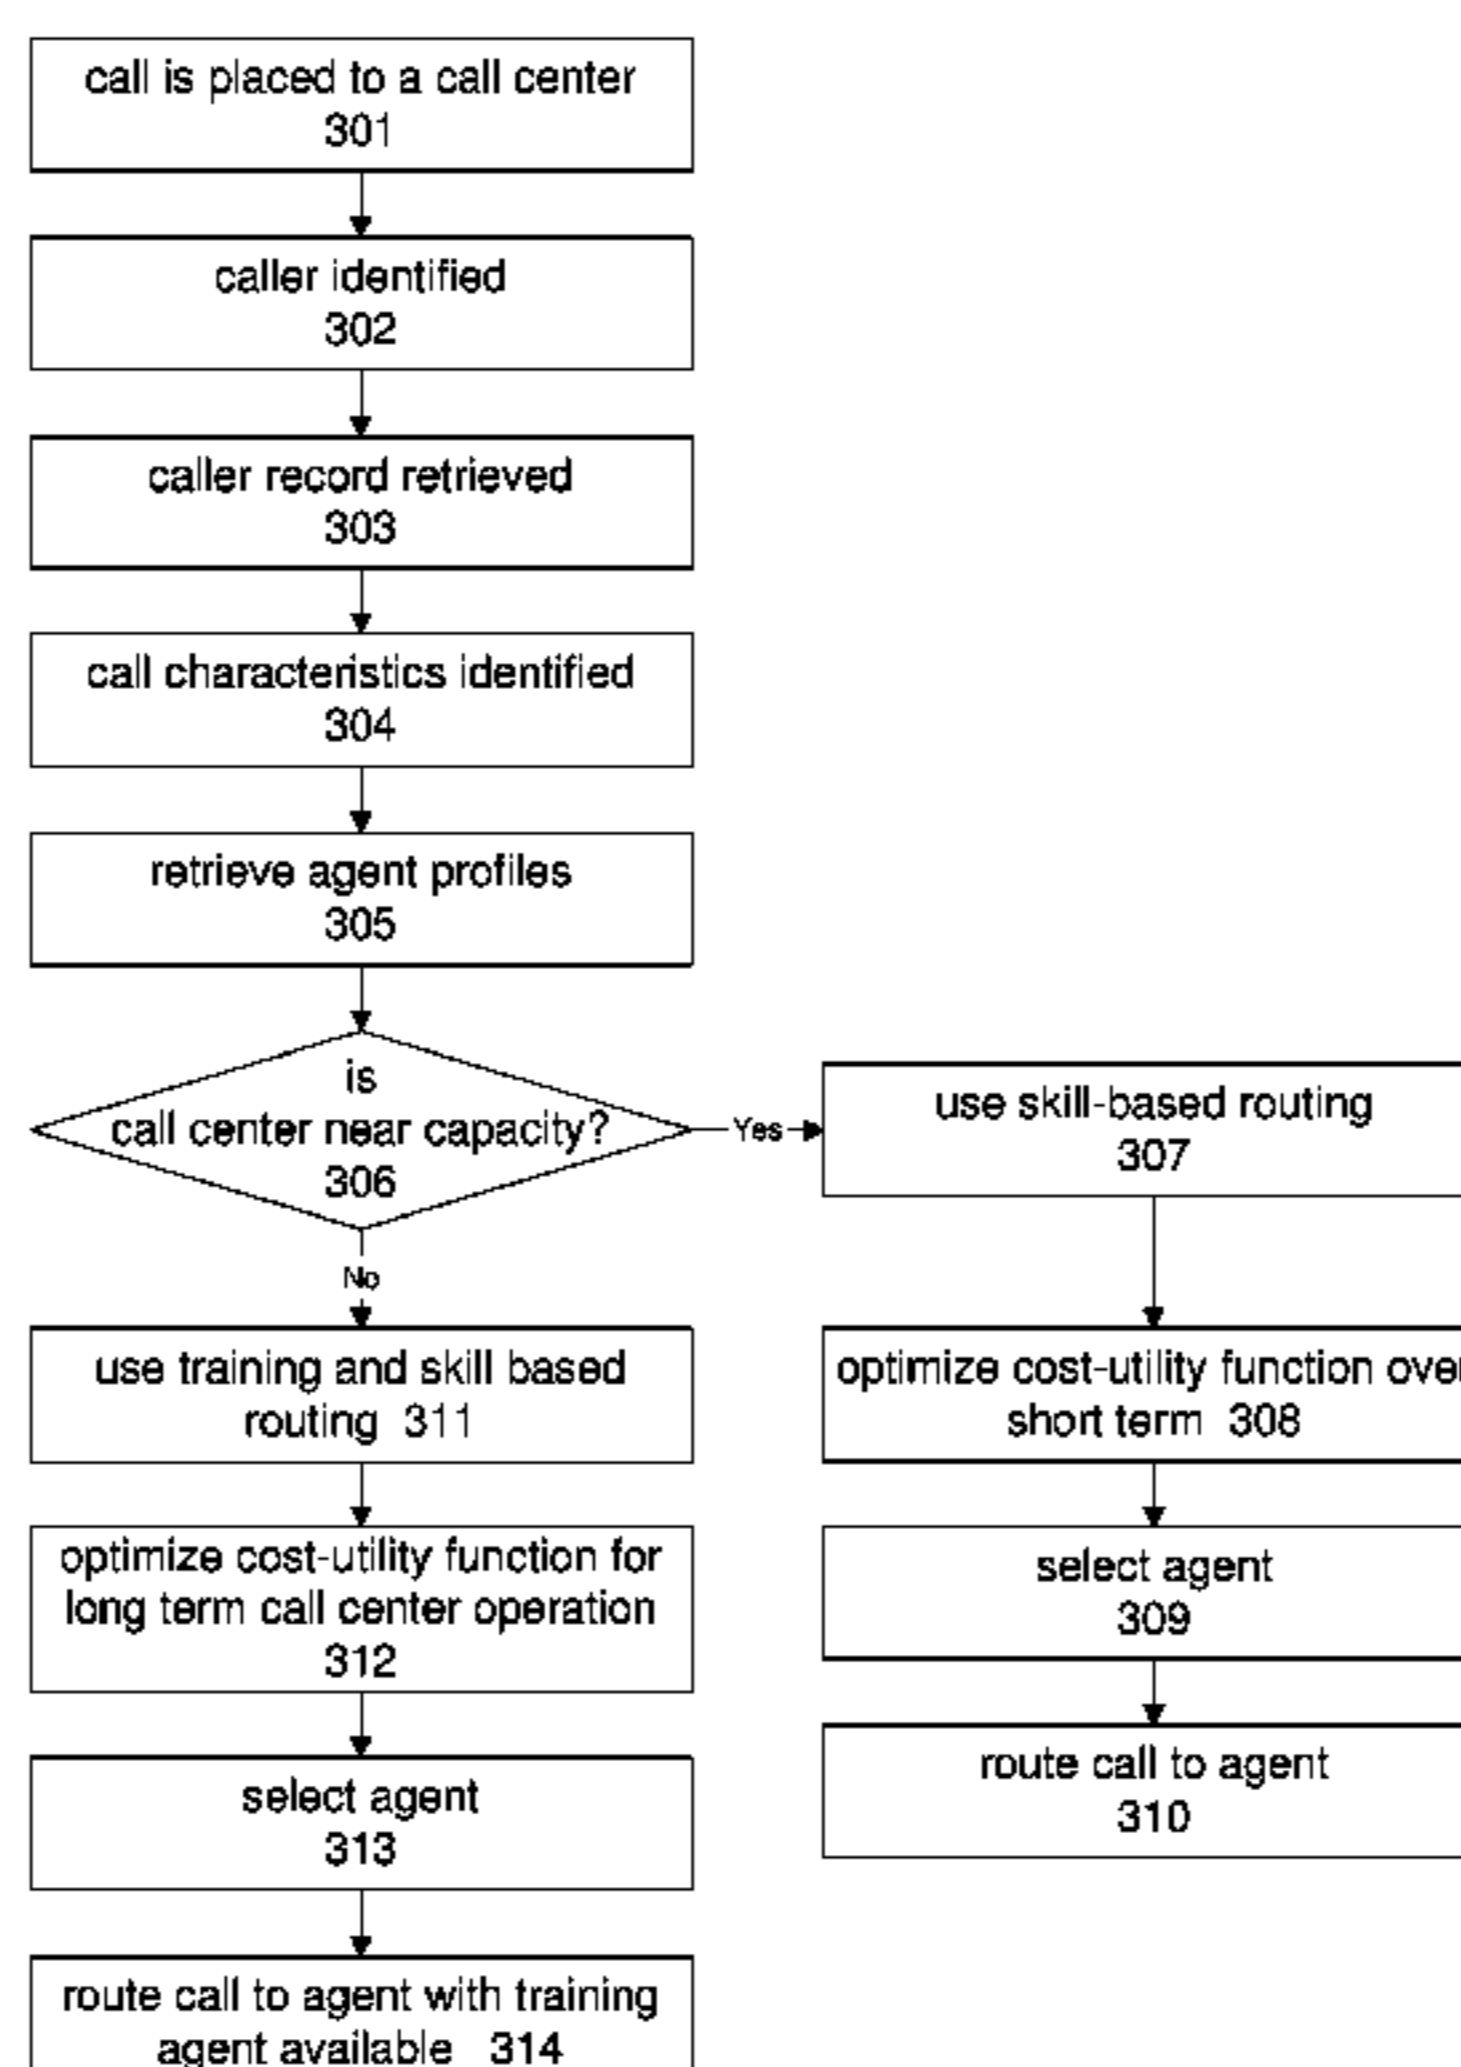 call is placed to a call center
301
caller identified
302
caller record retrieved
303
call characteristics identified
304
retrieve agent profiles
305
is
call center near capacity?
306
Yes
use skill-based routing
307
No
use training and skill based
routing 311
optimize cost-utility function over
short term 308
optimize cost-utility function for
long term call center operation
312
select agent
309
select agent
313
route call to agent
310
route call to agent with training
agent available 314